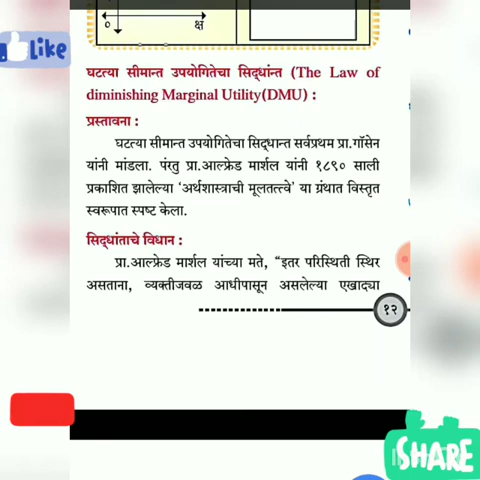 ० क्ष
Like
घटत्या सीमान्त उपयोगितेचा सिद्धांन्त (The Law of
diminishing Marginal Utility(DMU) :
प्रस्तावना :
घटत्या सीमान्त उपयोगितेचा सिद्धान्त सर्वप्रथम प्रा.गॉसेन
यांनी मांडला. पंरतु प्रा.आल्फ्रेड मार्शल यांनी १८९० साली
प्रकाशित झालेल्या ‘अर्थशास्त्राची मूलतत्त्वे’ या ग्रंथात विस्तृत
स्वरूपात स्पष्ट केला.
सिद्धांताचे विधान :
प्रा.आल्फ्रेड मार्शल यांच्या मते, “इतर परिस्थिती स्थिर
असताना, व्यक्तीजवळ आधीपासून असलेल्या एखाद्या
१२
SHARE